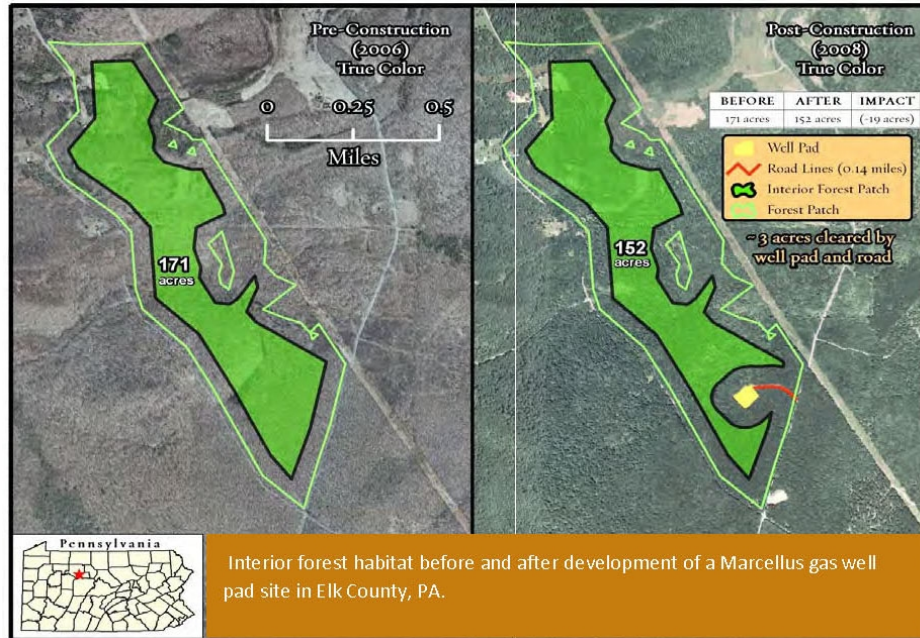 Pre-Construction
(2006)
True Color
0 0.25 0.5
Miles
171
acres
Post-Construction
(2008)
True Color
BEFORE AFTER IMPACT
171 acres 152 acres (-19 acres)
Well Pad
Road Lines (0.14 miles)
Interior Forest Patch
Forest Patch
~ 3 acres cleared by
well pad and road
152
acres
Pennsylvania
Interior forest habitat before and after development of a Marcellus gas well
pad site in Elk County, PA.